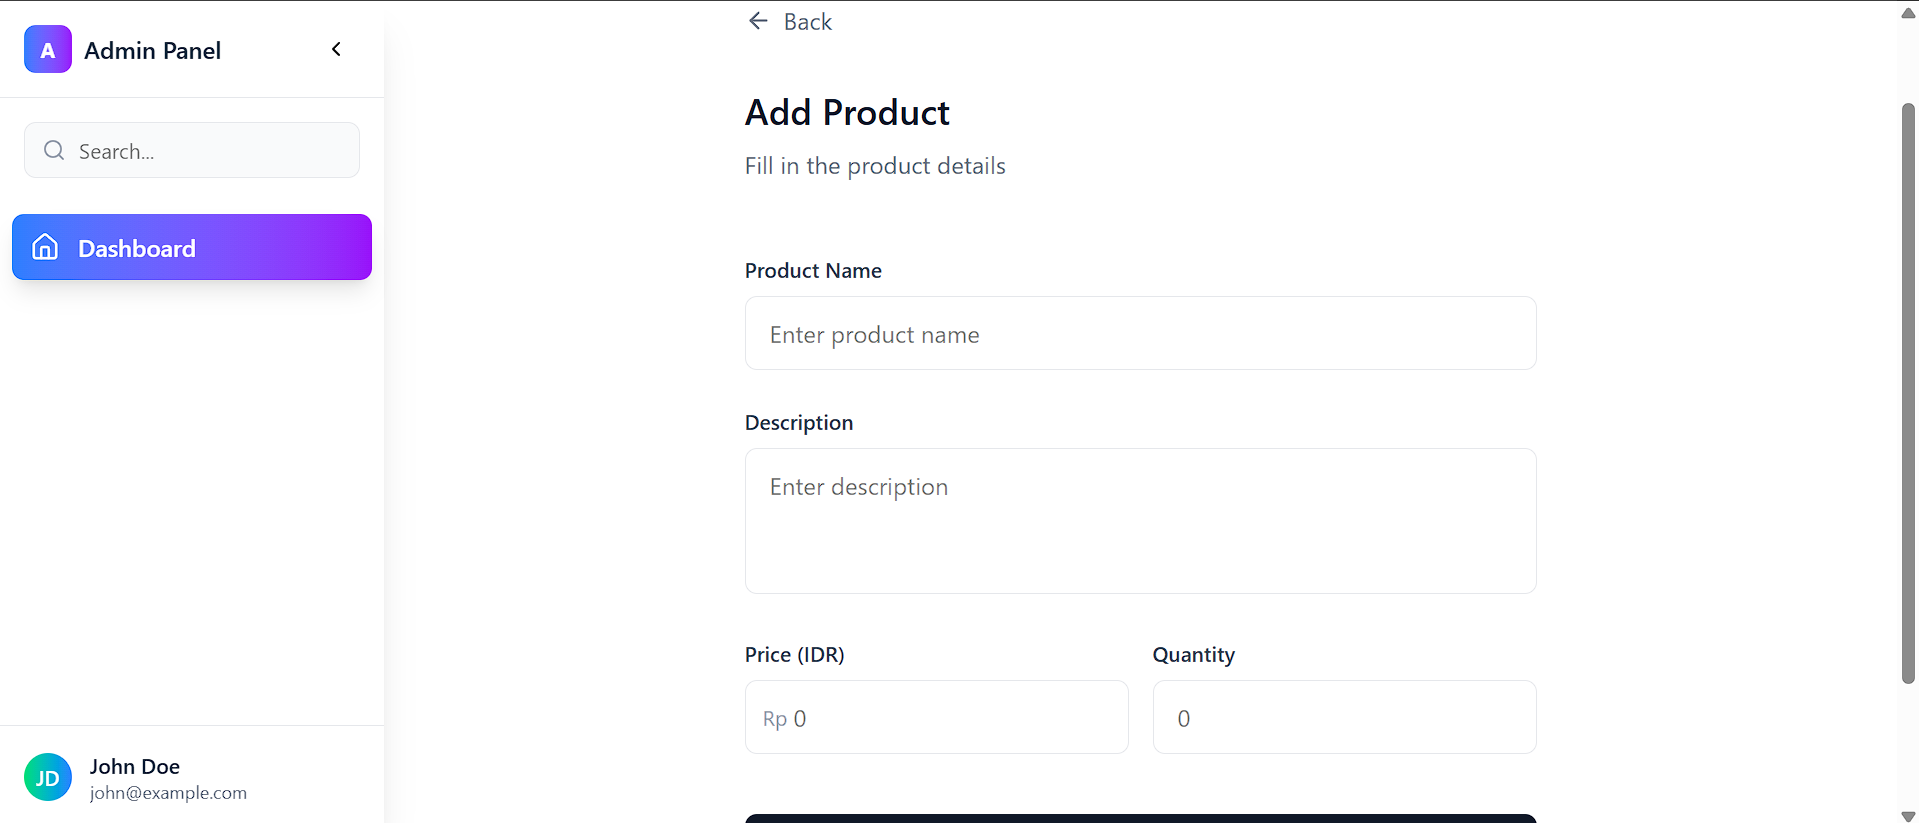 A
Admin Panel
Search...
Dashboard
John Doe
JD
john@example.com
Back
Add Product
Fill in the product details
Product Name
Enter product name
Description
Enter description
Price (IDR)
Quantity
Rp 0
0